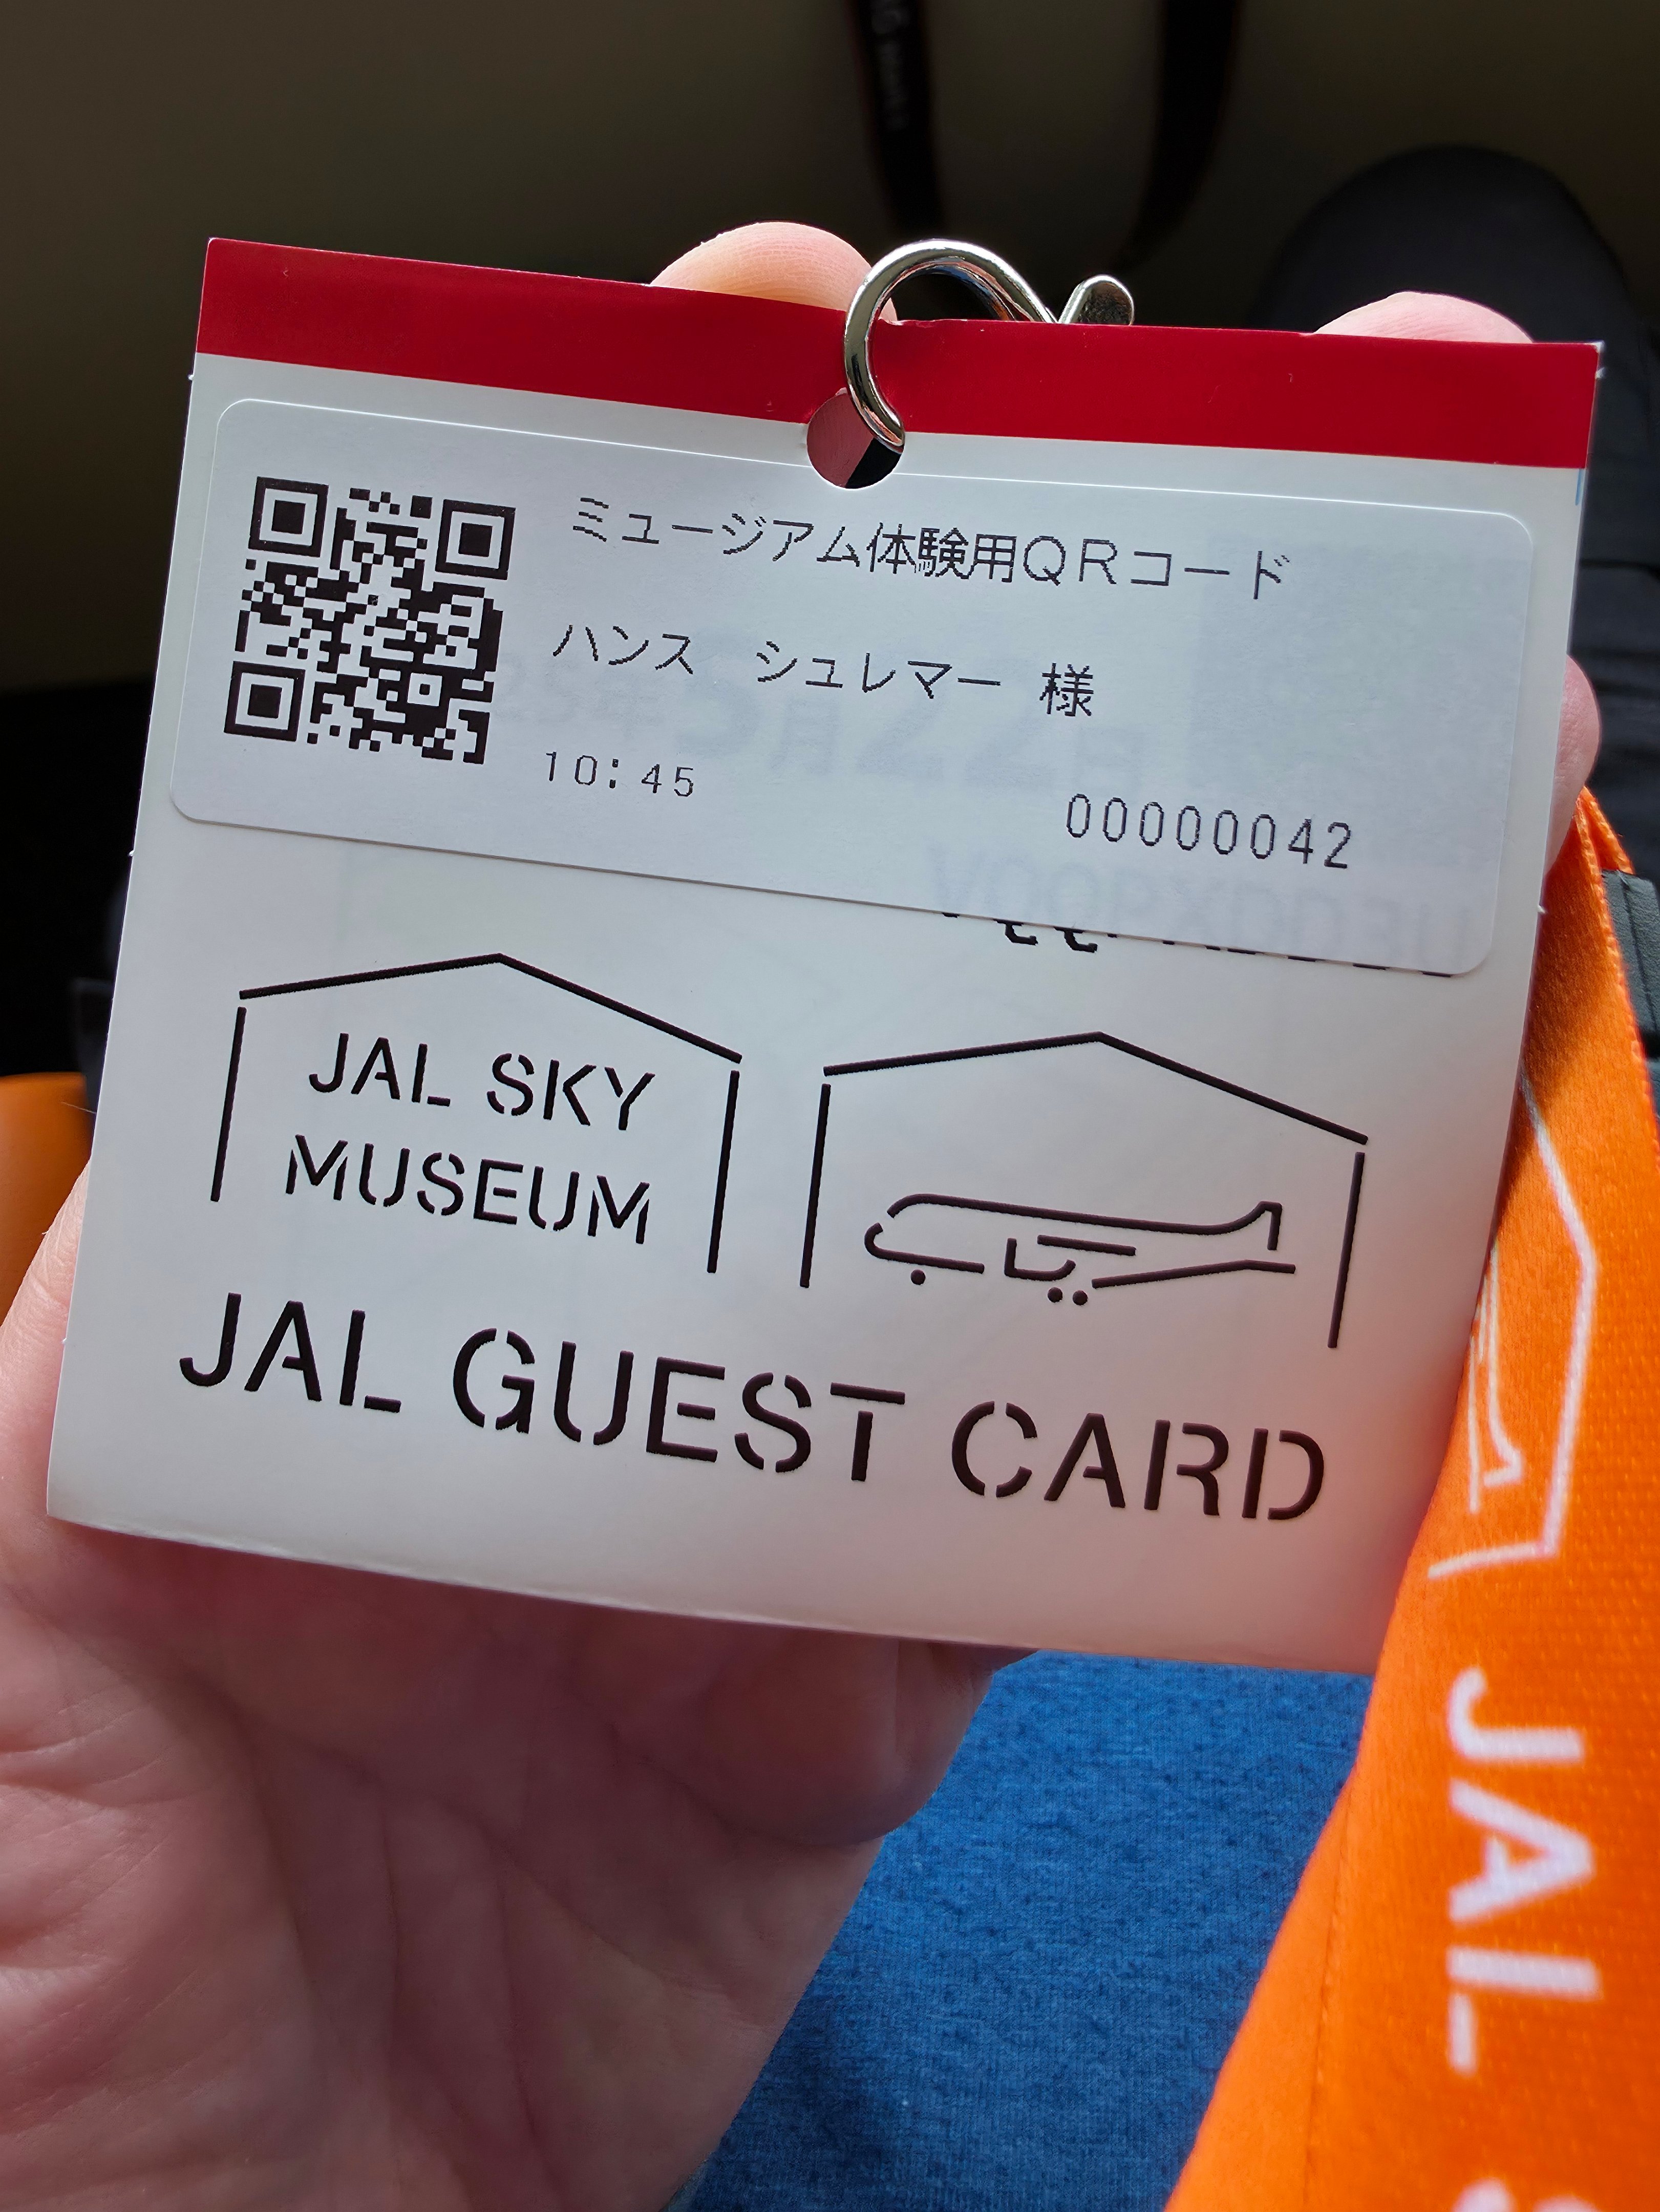 ミュージアム体験用QRコード
ハンス　シュレマー 様
10:45
00000042
JAL SKY
MUSEUM
JAL GUEST CARD
JAL S